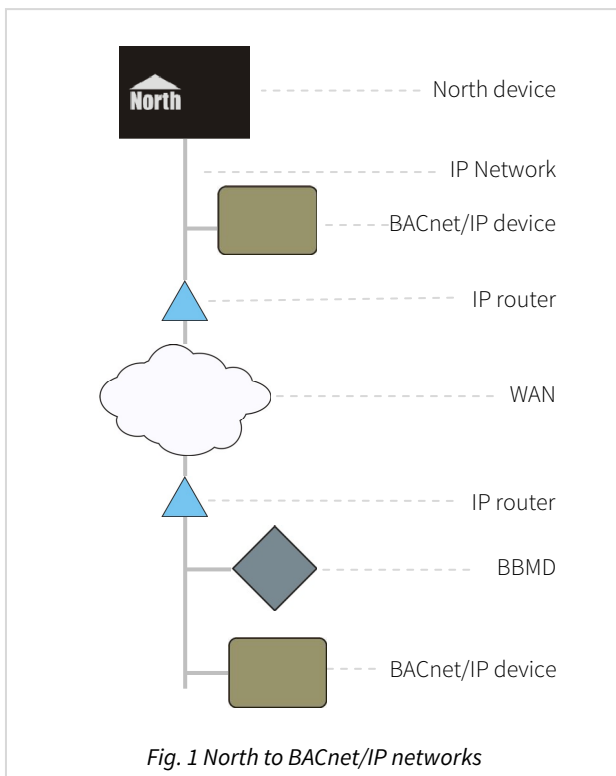 North
North device
IP Network
BACnet/IP device
IP router
WAN
IP router
BBMD
BACnet/IP device
Fig. 1 North to BACnet/IP networks